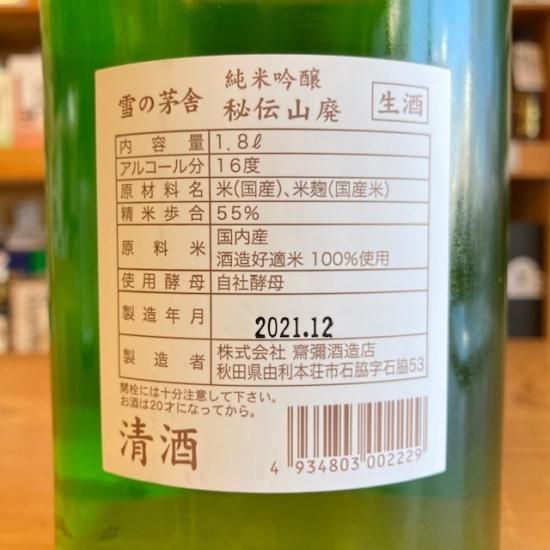 雪の茅舎 純米吟醸 秘伝山廃 生酒
内容量 1.8ℓ
アルコール分 16度
原材料名 米(国産)、米麹(国産米)
精米歩合 55%
原料米 国内産
酒造好適米 100%使用
使用酵母 自社酵母
製造年月 2021.12
製造者 株式会社 齋彌酒造店
秋田県由利本荘市石脇字石脇53
開栓には十分注意して下さい。
お酒は20才になってから。
清酒
4 934803 002229